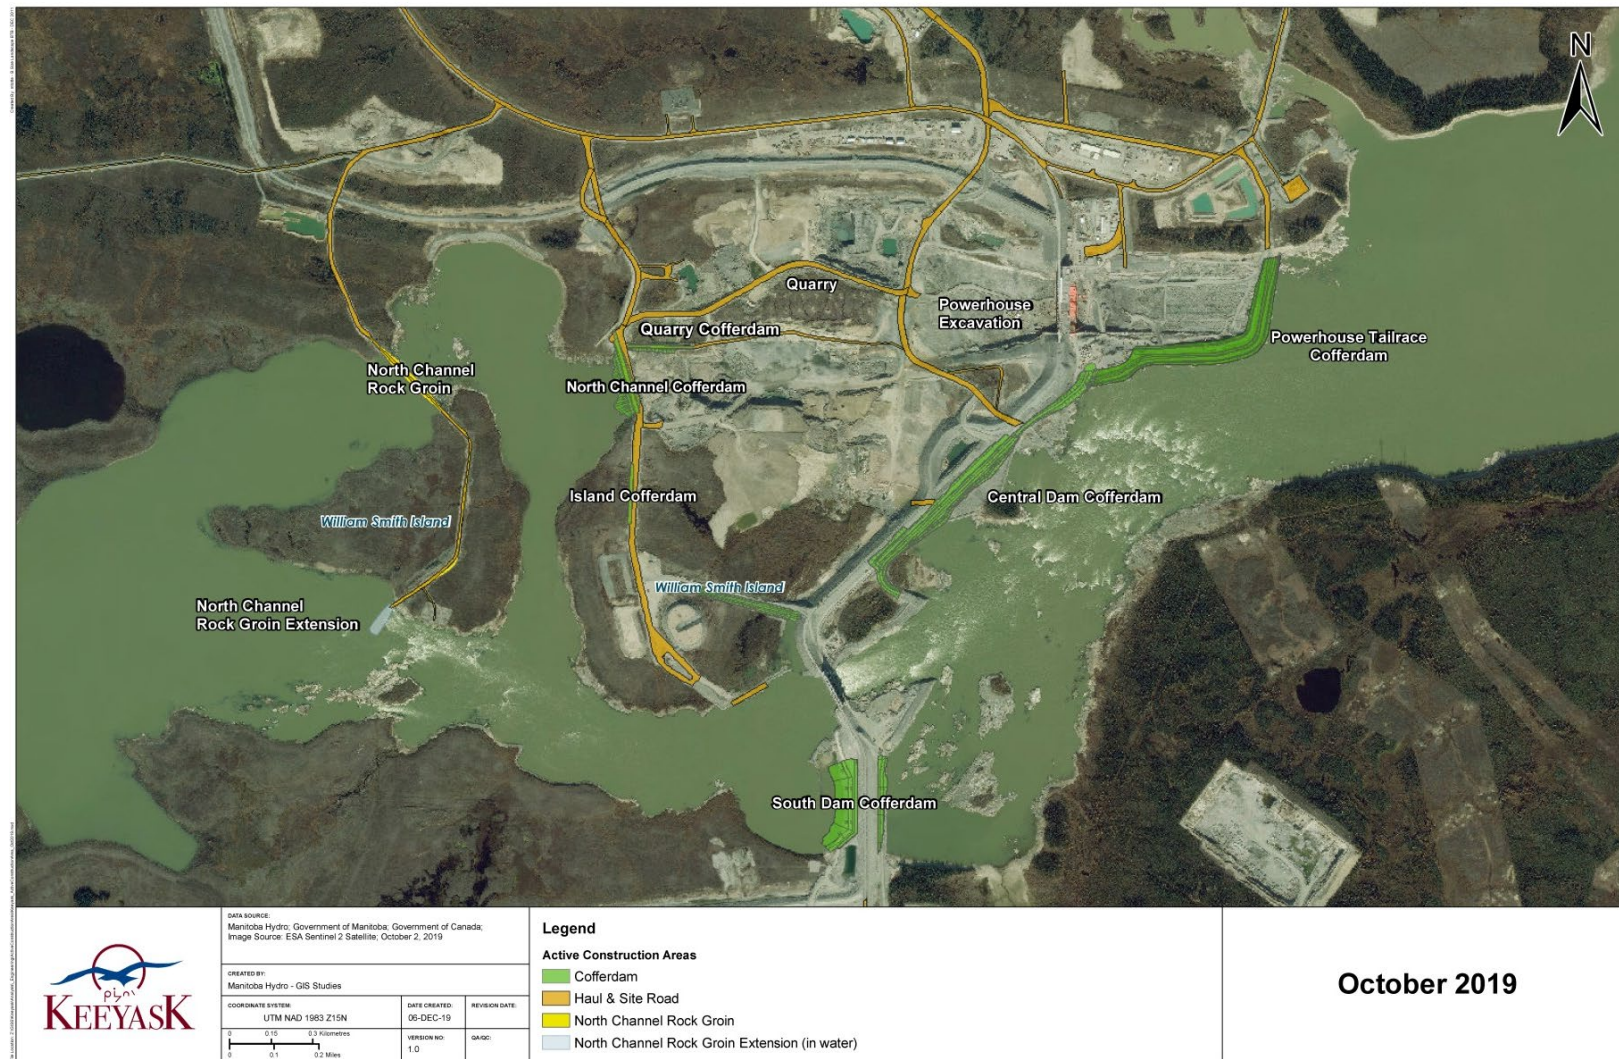 N
Quarry
Powerhouse
Excavation
Quarry Cofferdam
Powerhouse Tailrace
Cofferdam
North Channel
Rock Groin
North Channel Cofferdam
Island Cofferdam
Central Dam Cofferdam
William Smith Island
William Smith Island
North Channel
Rock Groin Extension
South Dam Cofferdam
KEEYASK
DATA SOURCE:
Manitoba Hydro; Government of Manitoba; Government of Canada;
Image Source: ESA Sentinel 2 Satellite; October 2, 2019
CREATED BY:
Manitoba Hydro - GIS Studies
COORDINATE SYSTEM:
UTM NAD 1983 Z15N
DATE CREATED:
06-DEC-19
REVISION DATE:
VERSION NO:
1.0
QA/QC:
0 0.15 0.3 Kilometres
0 0.1 0.2 Miles
Legend
Active Construction Areas
Cofferdam
Haul & Site Road
North Channel Rock Groin
North Channel Rock Groin Extension (in water)
October 2019